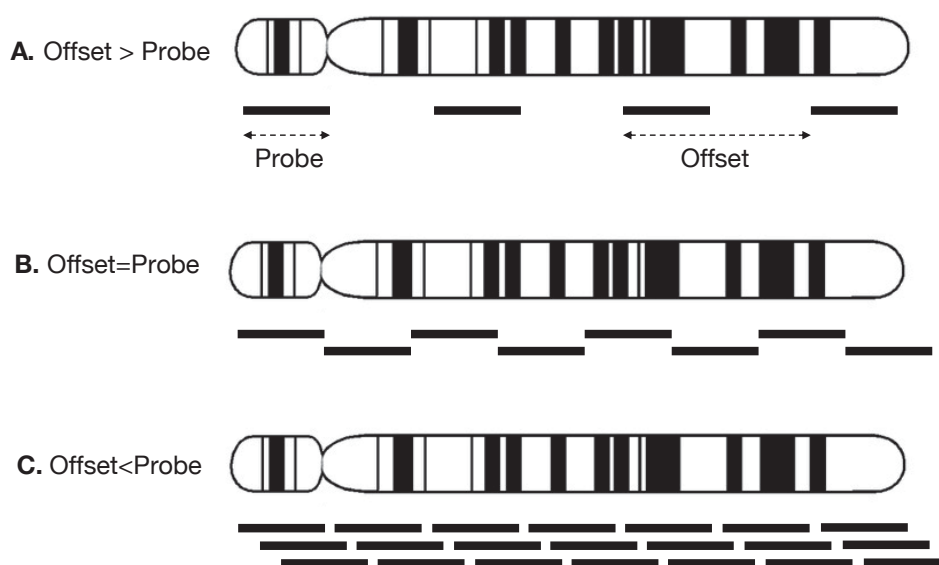 A. Offset > Probe
Probe
Offset
B. Offset=Probe
C. Offset<Probe